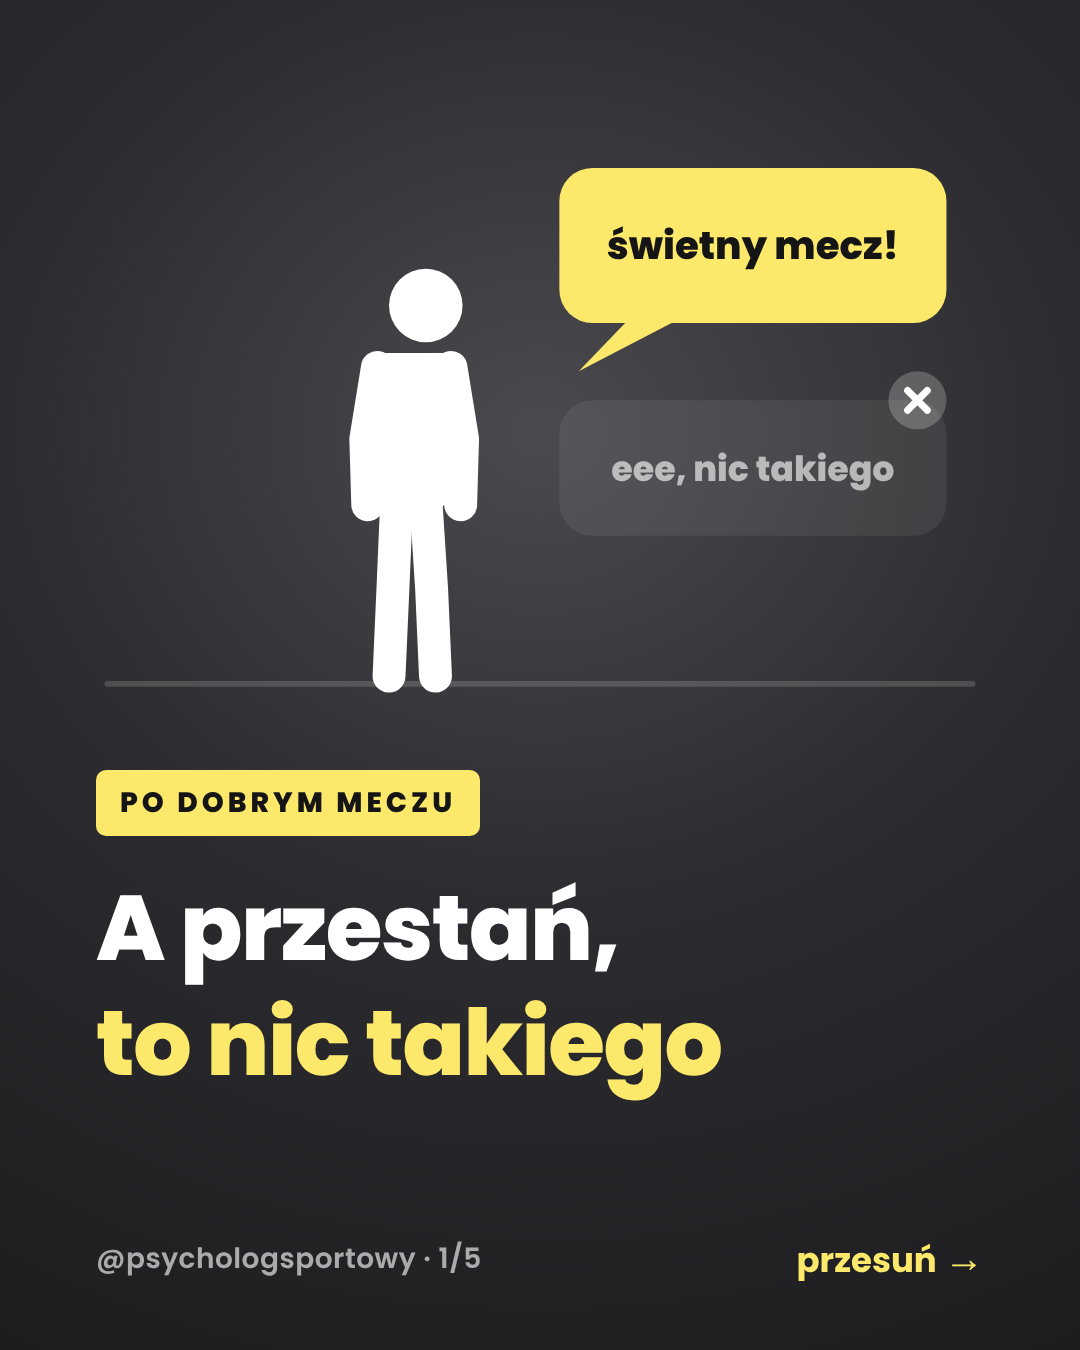 świetny mecz!
eee, nic takiego
PO DOBRYM MECZU
A przestań,
to nic takiego
@psychologsportowy · 1/5
przesuń →